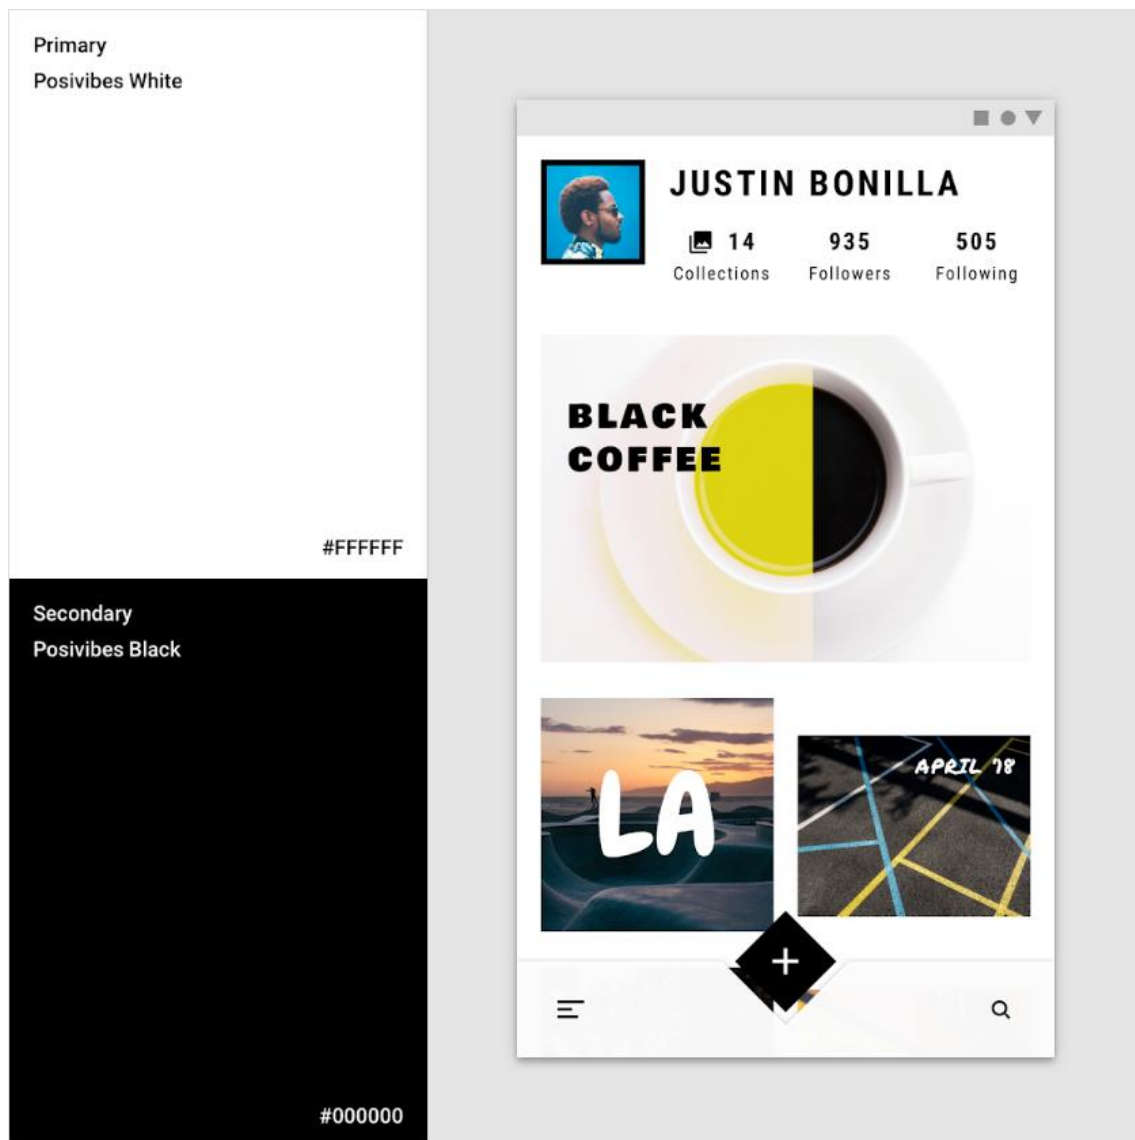 Primary
Posivibes White
#FFFFFF
Secondary
Posivibes Black
#000000
JUSTIN BONILLA
14 935 505
Collections Followers Following
BLACK
COFFEE
LA
APRIL '18